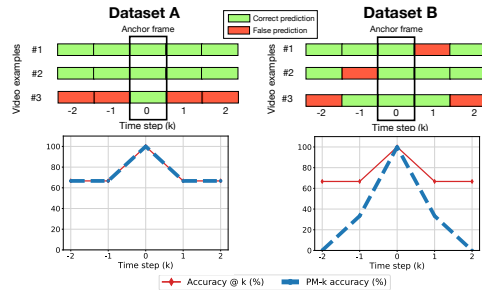 Dataset A
Dataset B
Anchor frame
Correct prediction
False prediction
Anchor frame
Video examples
#1
#2
#3
-2 -1 0 1 2
Time step (k)
Video examples
#1
#2
#3
-2 -1 0 1 2
Time step (k)
100
80
60
40
20
0
-2 -1 0 1 2
Time step (k)
100
80
60
40
20
0
-2 -1 0 1 2
Time step (k)
Accuracy @ k (%)
PM-k accuracy (%)